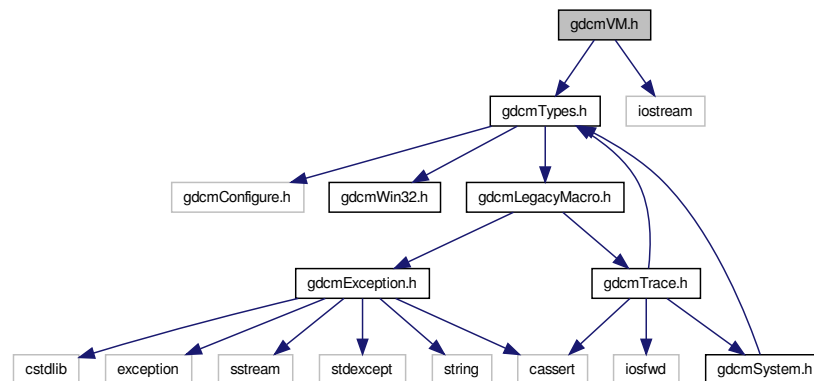 gdcmVM.h
gdcmTypes.h
iostream
gdcmConfigure.h
gdcmWin32.h
gdcmLegacyMacro.h
gdcmException.h
gdcmTrace.h
cstdlib
exception
sstream
stdexcept
string
cassert
iosfwd
gdcmSystem.h